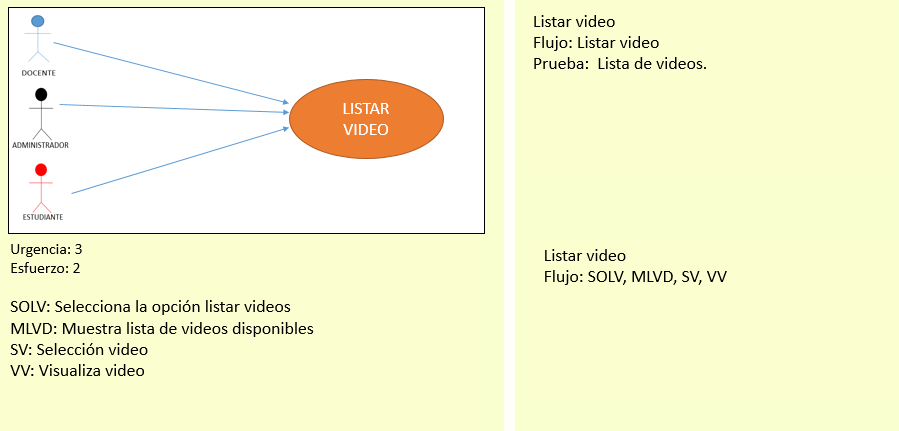 DOCENTE
ADMINISTRADOR
ESTUDIANTE
LISTAR
VIDEO
Urgencia: 3
Esfuerzo: 2
SOLV: Selecciona la opción listar videos
MLVD: Muestra lista de videos disponibles
SV: Selección video
VV: Visualiza video
Listar video
Flujo: Listar video
Prueba:  Lista de videos.
Listar video
Flujo: SOLV, MLVD, SV, VV